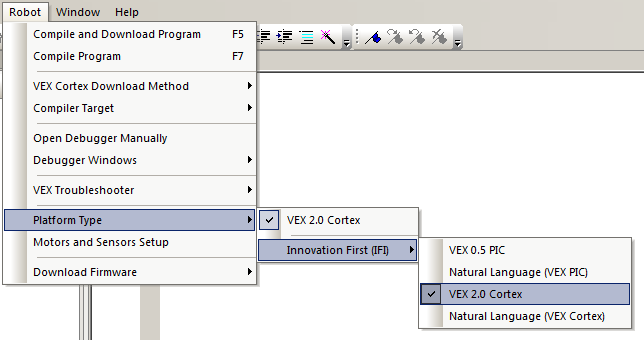 Robot Window Help
Compile and Download Program F5
Compile Program F7
VEX Cortex Download Method
Compiler Target
Open Debugger Manually
Debugger Windows
VEX Troubleshooter
Platform Type
Motors and Sensors Setup
Download Firmware
VEX 2.0 Cortex
Innovation First (IFI)
VEX 0.5 PIC
Natural Language (VEX PIC)
VEX 2.0 Cortex
Natural Language (VEX Cortex)